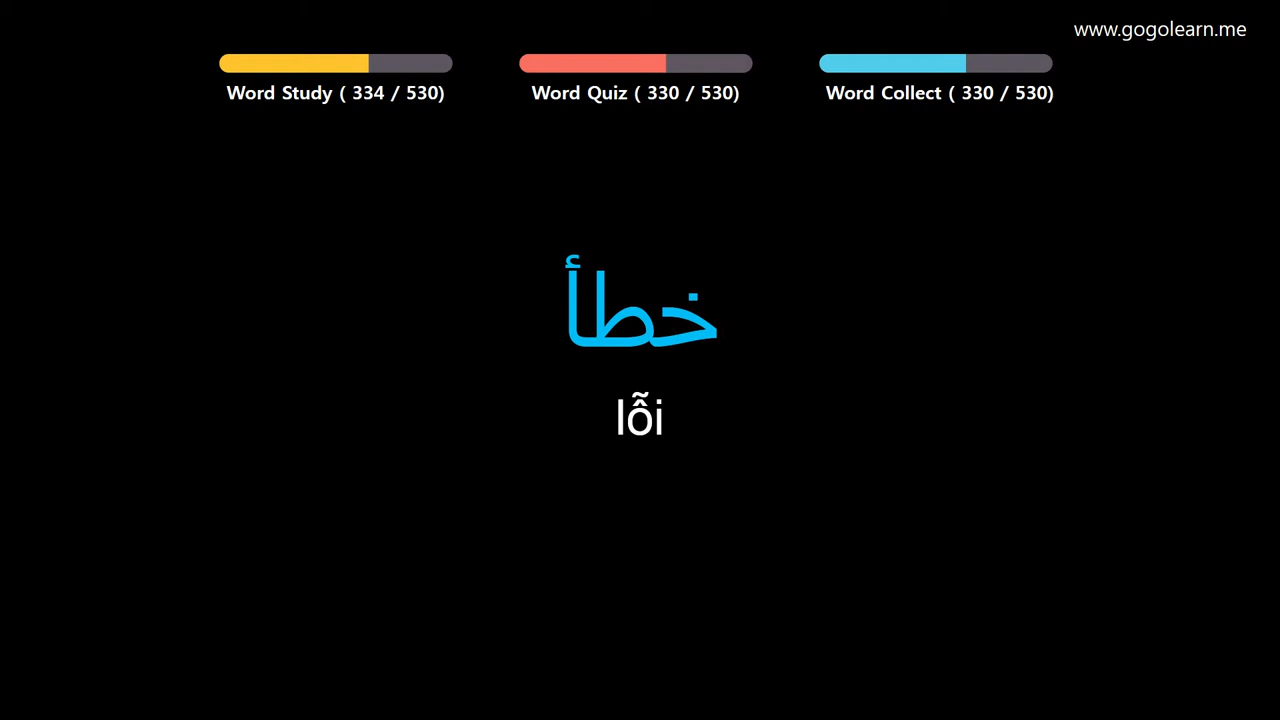 www.gogolearn.me
Word Study ( 334 / 530)
Word Quiz ( 330 / 530)
Word Collect ( 330 / 530)
خطأ
lỗi